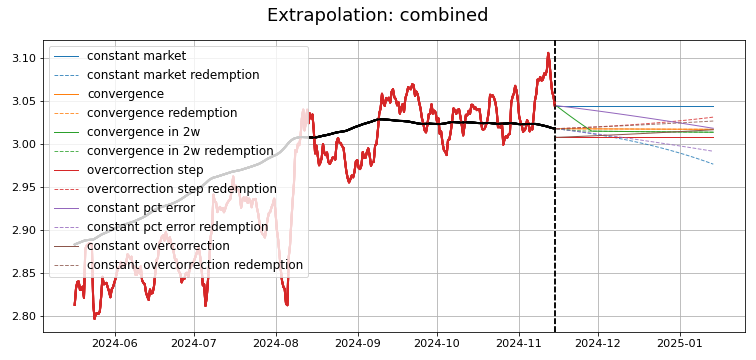 Extrapolation: combined
3.10
3.05
3.00
2.95
2.90
2.85
2.80
constant market
constant market redemption
convergence
convergence redemption
convergence in 2w
convergence in 2w redemption
overcorrection step
overcorrection step redemption
constant pct error
constant pct error redemption
constant overcorrection
constant overcorrection redemption
2024-06
2024-07
2024-08
2024-09
2024-10
2024-11
2024-12
2025-01